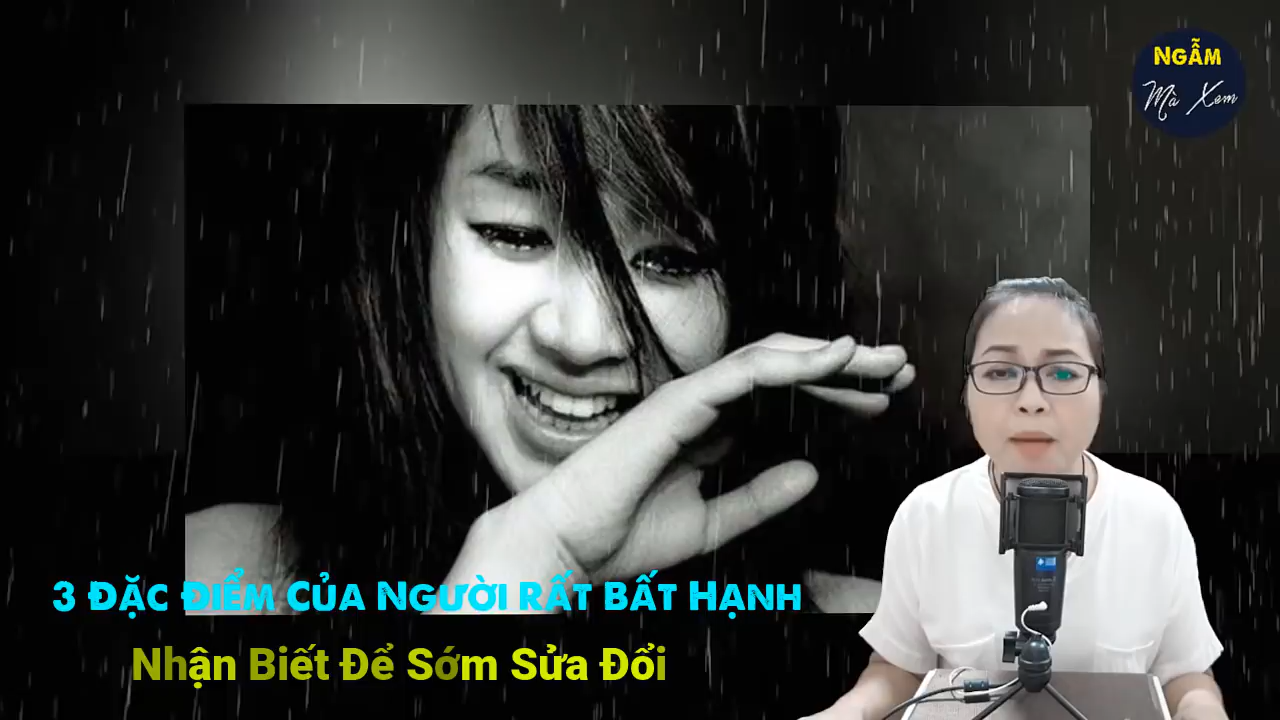 NGẪM
Mà Xem
3 ĐẶC ĐIỂM CỦA NGƯỜI RẤT BẤT HẠNH
Nhận Biết Để Sớm Sửa Đổi